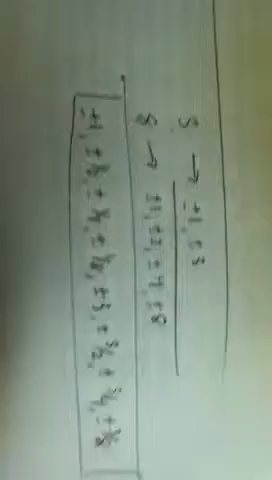 3 → ±1, ±3
8 → ±1, ±2, ±4, ±8
±1, ±1/2, ±1/4, ±1/8, ±3, ±3/2, ±3/4, ±3/8